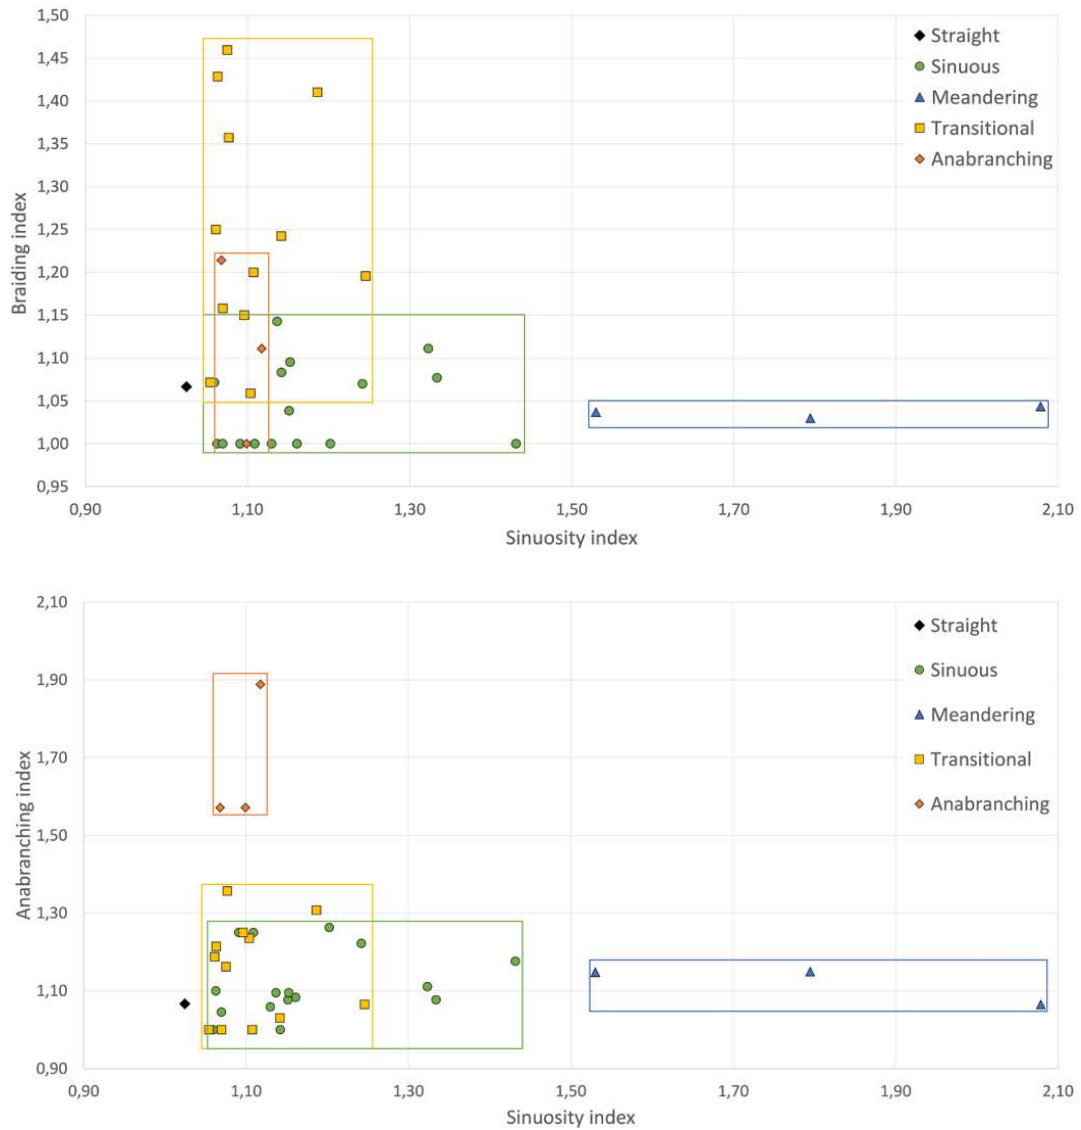 1,50
1,45
1,40
1,35
1,30
1,25
1,20
1,15
1,10
1,05
1,00
0,95
Braiding index
0,90
1,10
1,30
1,50
1,70
1,90
2,10
Sinuosity index
Straight
Sinuous
Meandering
Transitional
Anabranching
2,10
1,90
1,70
1,50
1,30
1,10
0,90
Anabranching index
0,90
1,10
1,30
1,50
1,70
1,90
2,10
Sinuosity index
Straight
Sinuous
Meandering
Transitional
Anabranching